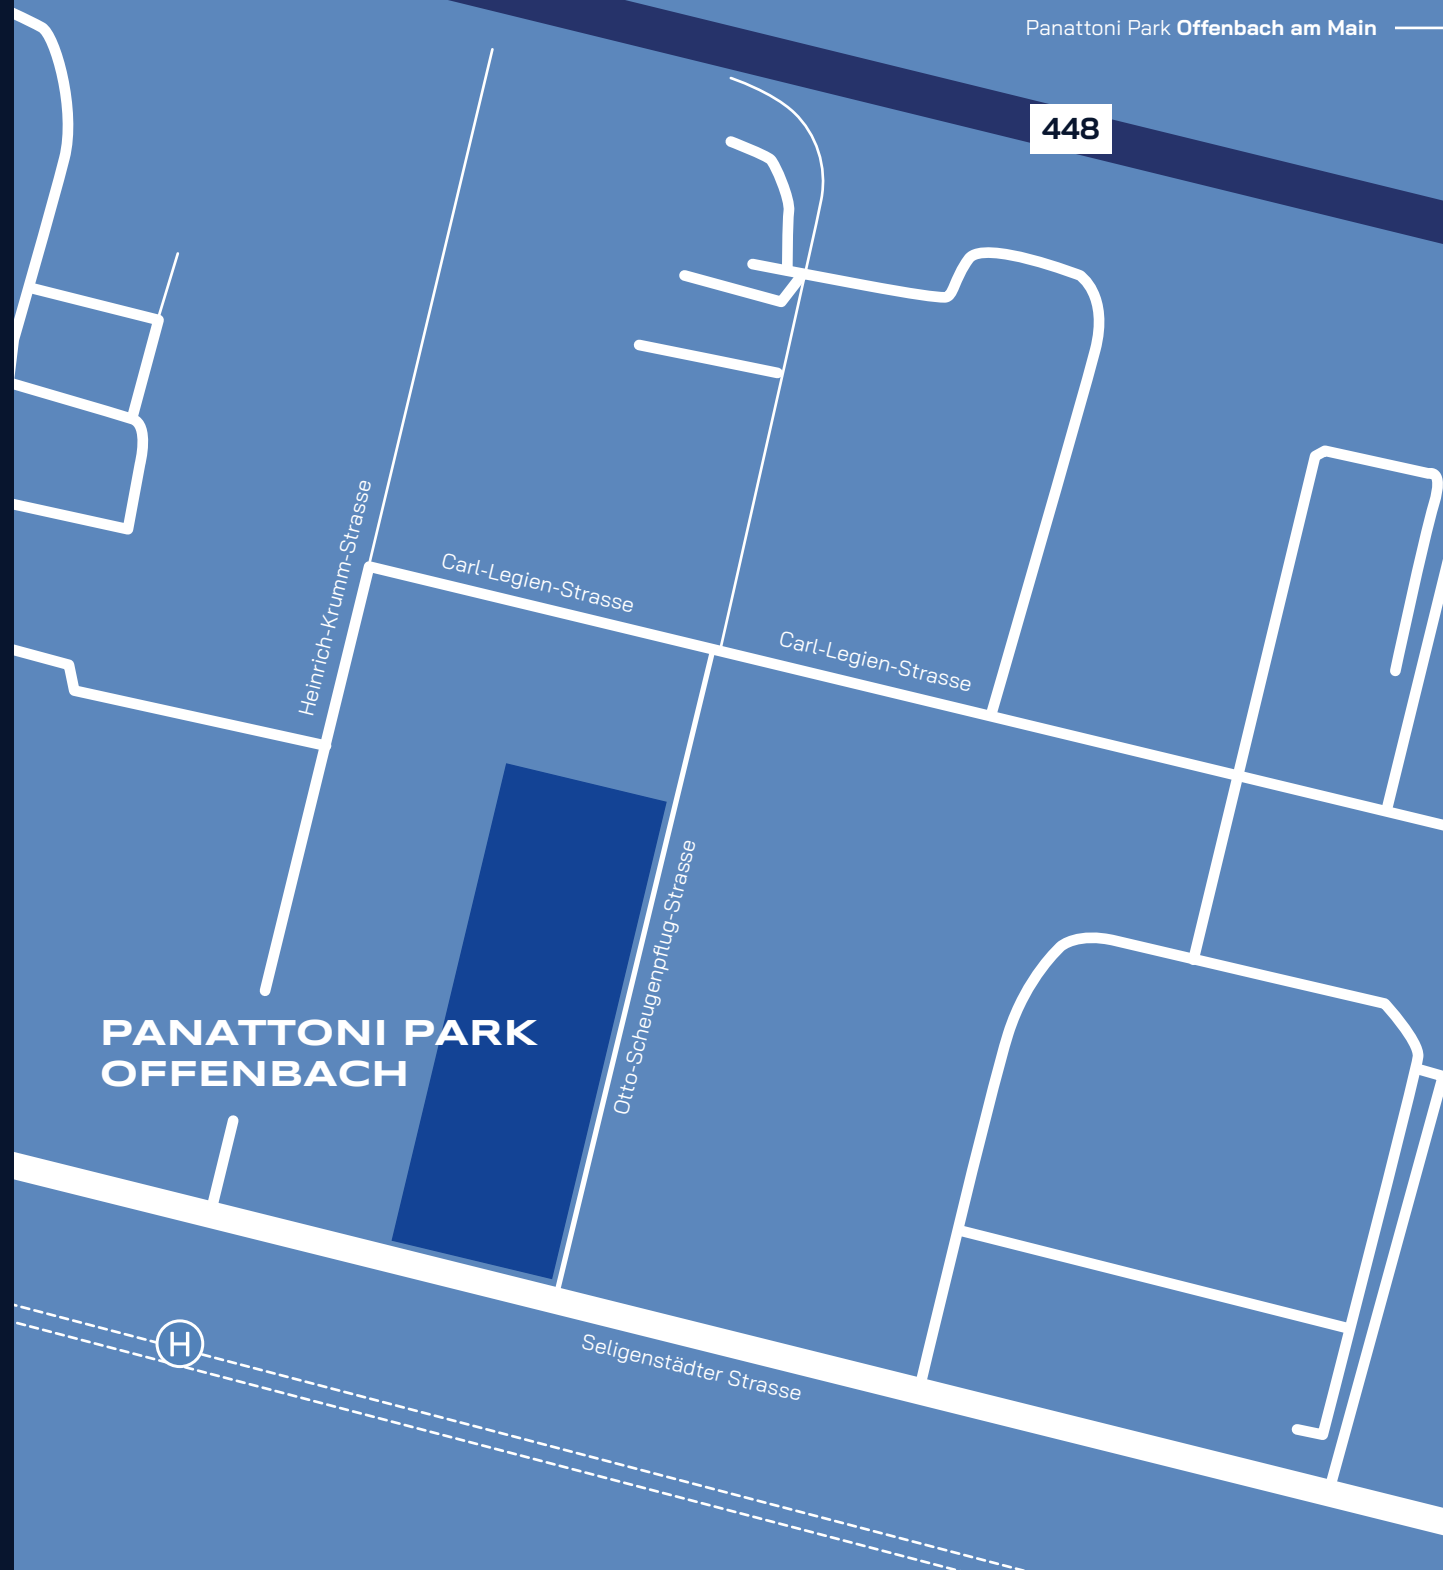 Panattoni Park Offenbach am Main
448
Heinrich-Krumm-Strasse
Carl-Legien-Strasse
Carl-Legien-Strasse
Otto-Scheugenpflug-Strasse
PANATTONI PARK
OFFENBACH
H
Seligenstädter Strasse